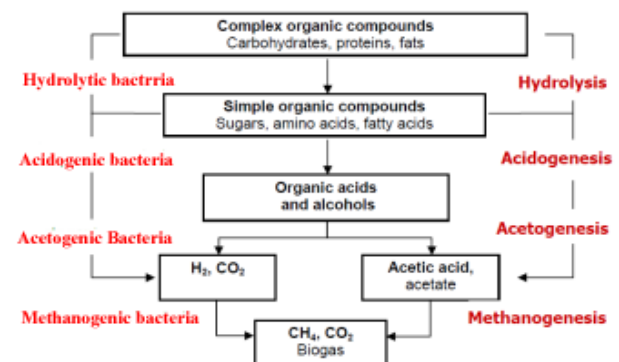 Complex organic compounds
Carbohydrates, proteins, fats
Hydrolytic bactrria
Hydrolysis
Simple organic compounds
Sugars, amino acids, fatty acids
Acidogenic bacteria
Acidogenesis
Organic acids
and alcohols
Acetogenic Bacteria
Acetogenesis
H₂, CO₂
Acetic acid,
acetate
Methanogenic bacteria
Methanogenesis
CH₄, CO₂
Biogas